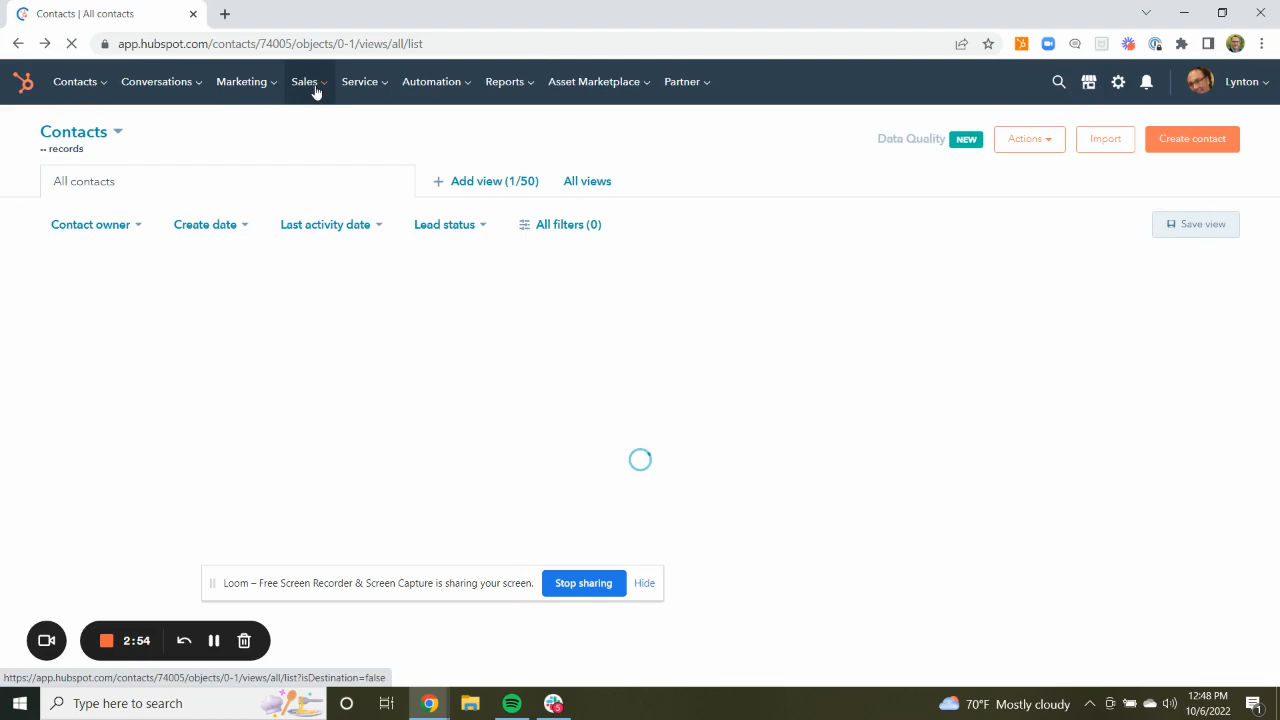 Contacts | All contacts
app.hubspot.com/contacts/74005/objects/0-1/views/all/list
Contacts Conversations Marketing Sales Service Automation Reports Asset Marketplace Partner Lynton
Contacts
-- records
Data Quality NEW Actions Import Create contact
All contacts Add view (1/50) All views
Contact owner Create date Last activity date Lead status All filters (0) Save view
Loom – Free Screen Recorder & Screen Capture is sharing your screen. Stop sharing Hide
2:54
https://app.hubspot.com/contacts/74005/objects/0-1/views/all/list?isDestination=false
Type here to search
5
70°F Mostly cloudy
12:48 PM
10/6/2022
1